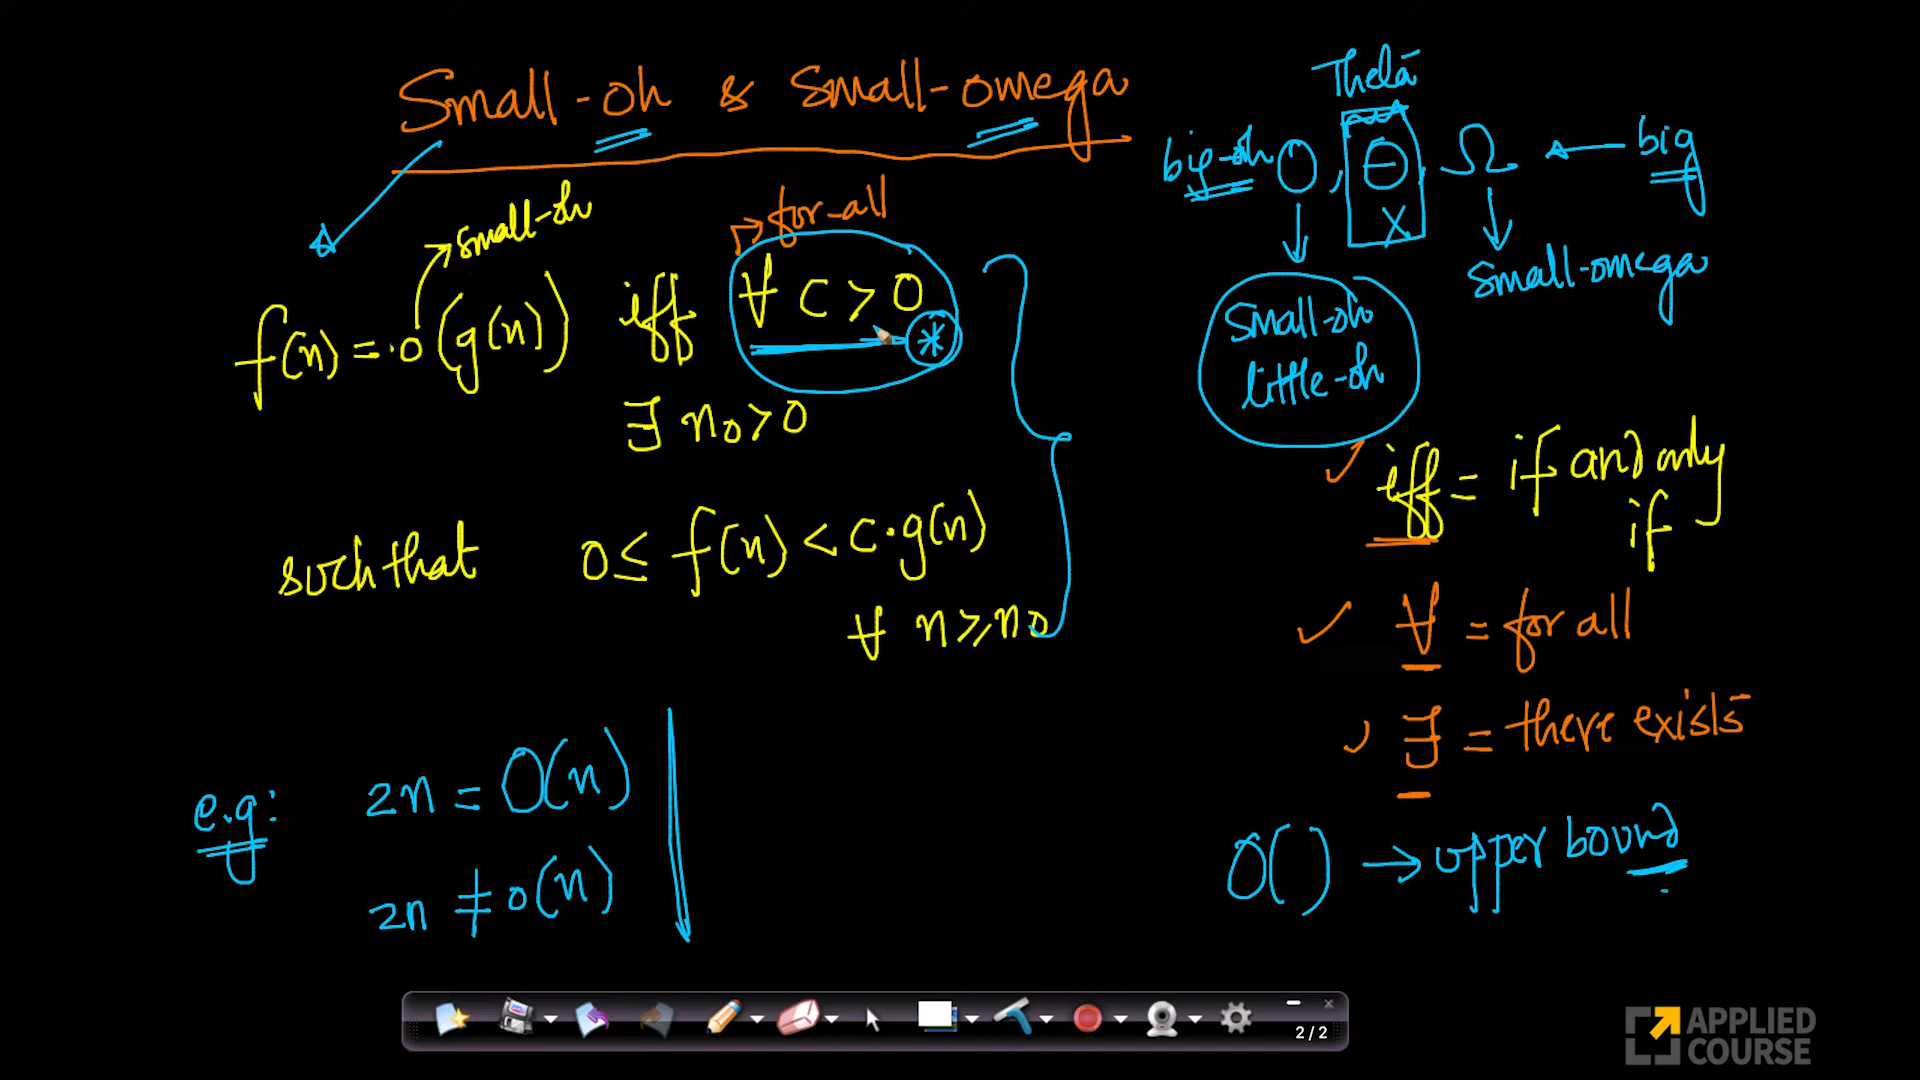 Small-oh & Small-omega
Theta
big-oh O, Θ, Ω ← big
X
small-oh
for-all
small-omega
f(n) = o(g(n)) iff ∀ c > 0 *
∃ n0 > 0
such that 0 ≤ f(n) < c·g(n)
∀ n ≥ n0
small-oh
little-oh
iff = if and only
if
∀ = for all
∃ = there exists
O( ) → upper bound
e.g: 2n = O(n)
2n ≠ o(n)
2/2
APPLIED
COURSE